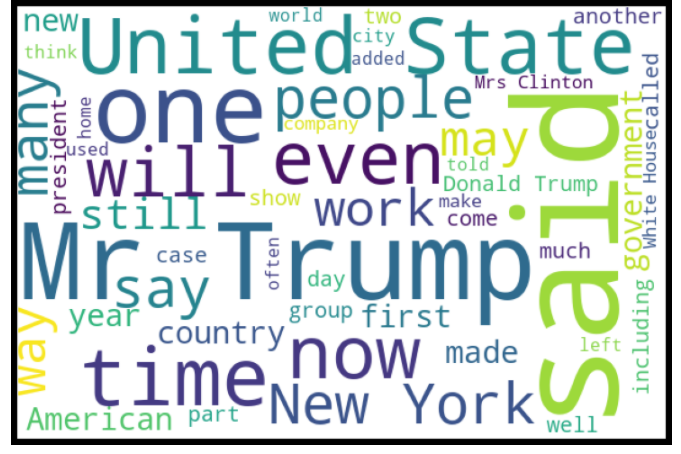 new
world
two
another
think
United State
city
added
Mrs Clinton
many
one
people
company
may
said
president
home
used
will
even
told
Donald Trump
government
White House
called
still
show
work
make
come
Mr Trump
say
case
often
day
much
year
group
first
country
including
way
time
now
made
left
American
part
New York
well